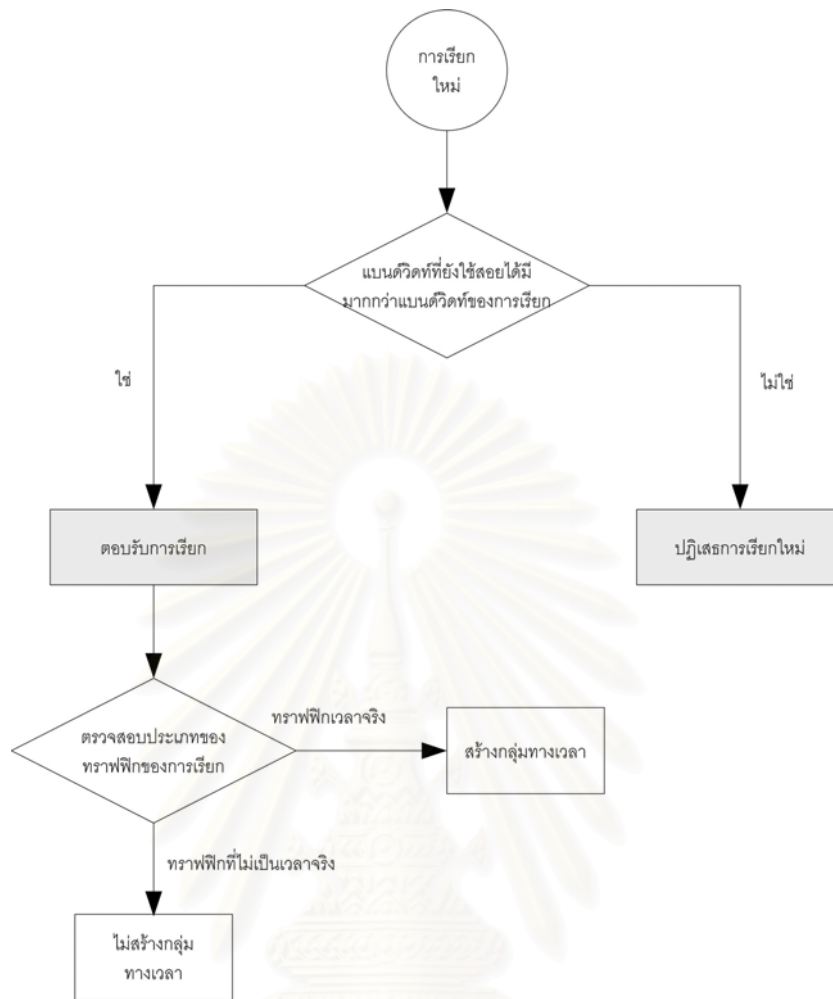 การเรียก
ใหม่
แบนด์วิดท์ที่ยังใช้สอยได้มี
มากกว่าแบนด์วิดท์ของการเรียก
ใช่
ไม่ใช่
ตอบรับการเรียก
ปฏิเสธการเรียกใหม่
ทราฟฟิกเวลาจริง
ตรวจสอบประเภทของ
ทราฟฟิกของการเรียก
สร้างกลุ่มทางเวลา
ทราฟฟิกที่ไม่เป็นเวลาจริง
ไม่สร้างกลุ่ม
ทางเวลา